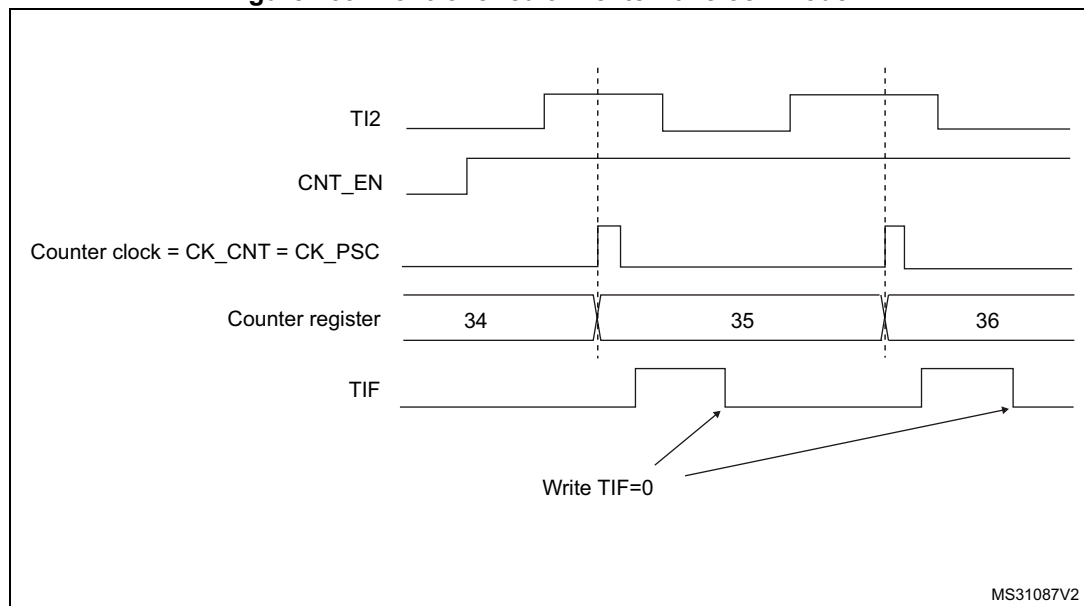 TI2
CNT_EN
Counter clock = CK_CNT = CK_PSC
Counter register
34
35
36
TIF
Write TIF=0
MS31087V2